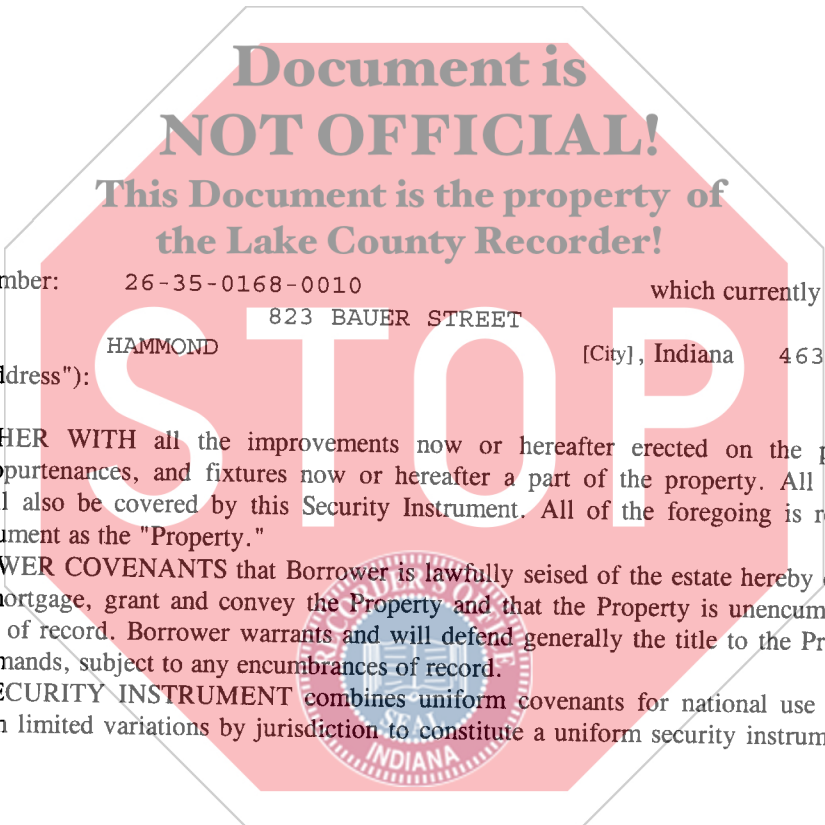 Document is
NOT OFFICIAL!
This Document is the property of
the Lake County Recorder!
mber: 26-35-0168-0010 which currently
823 BAUER STREET
HAMMOND [City], Indiana 463
ddress"):
STOP
HER WITH all the improvements now or hereafter erected on the p
ppurtenances, and fixtures now or hereafter a part of the property. All
l also be covered by this Security Instrument. All of the foregoing is r
ument as the "Property."
WER COVENANTS that Borrower is lawfully seised of the estate hereby
ortgage, grant and convey the Property and that the Property is unencum
of record. Borrower warrants and will defend generally the title to the Pr
mands, subject to any encumbrances of record.
ECURITY INSTRUMENT combines uniform covenants for national use
n limited variations by jurisdiction to constitute a uniform security instrum
RECORDER'S OFFICE
SEAL
INDIANA